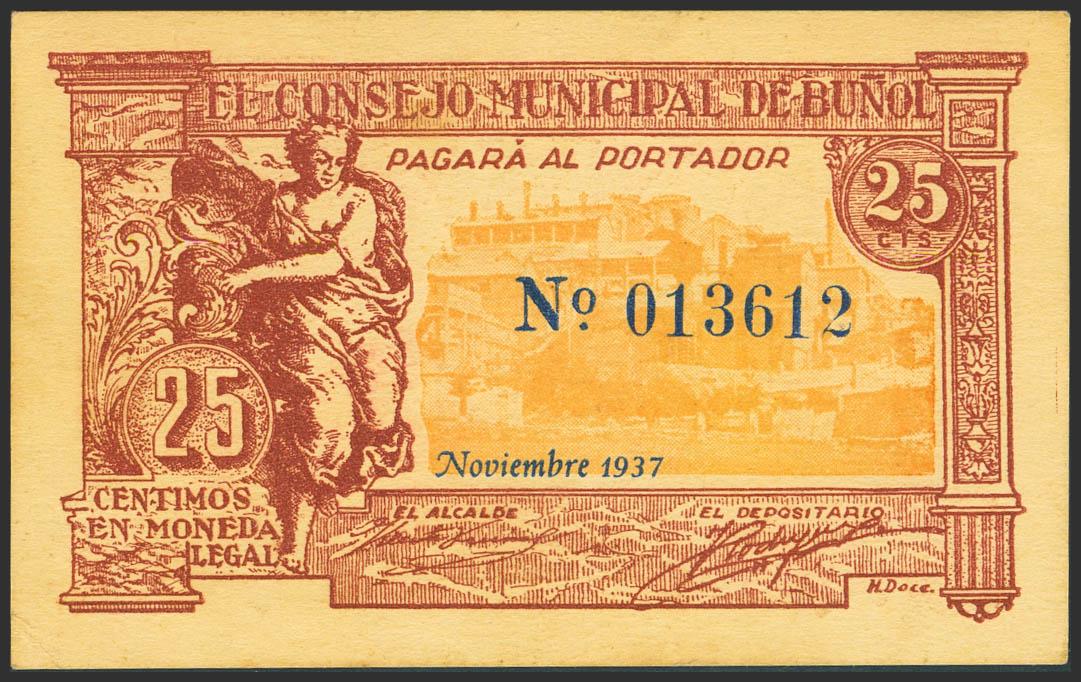 EL CONSEJO MUNICIPAL DE BUÑOL
PAGARÁ AL PORTADOR
25
CTS.
Nº 013612
25
Noviembre 1937
CENTIMOS
EN MONEDA
LEGAL
EL ALCALDE
EL DEPOSITARIO
H. Doce.